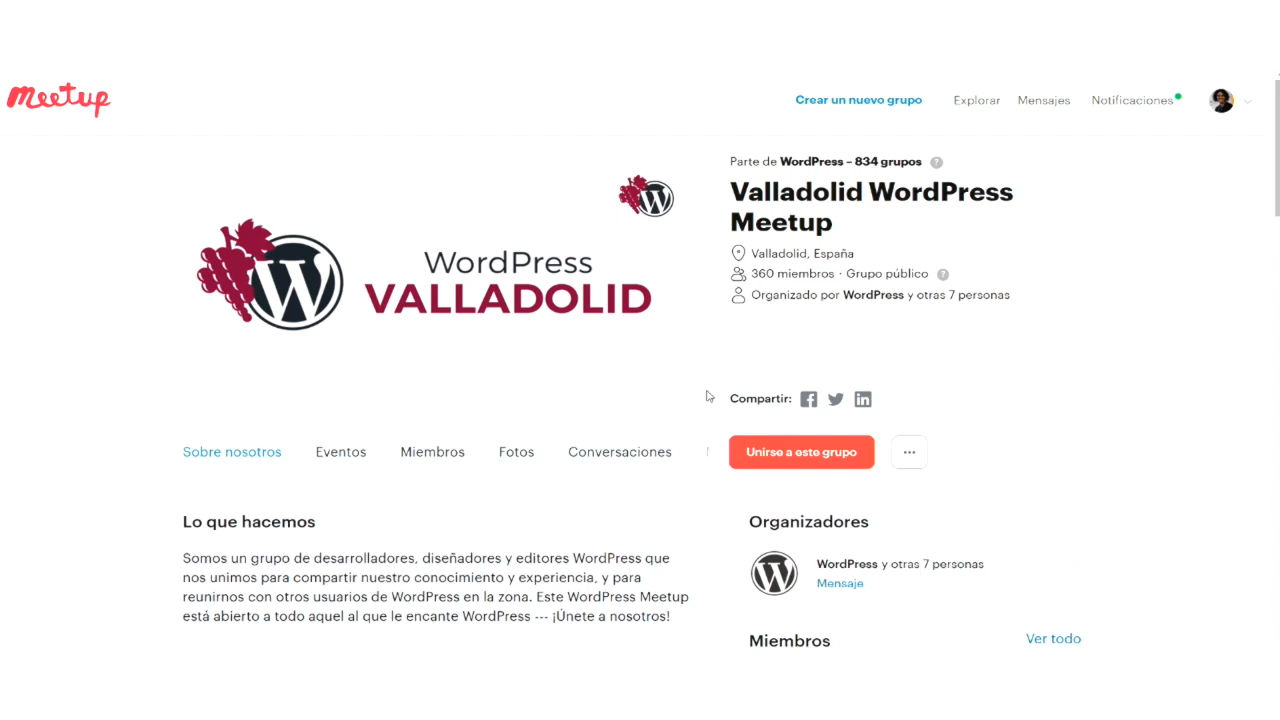 meetup
Crear un nuevo grupo
Explorar
Mensajes
Notificaciones
Parte de WordPress – 834 grupos ?
Valladolid WordPress
Meetup
Valladolid, España
360 miembros · Grupo público ?
Organizado por WordPress y otras 7 personas
WordPress
VALLADOLID
Compartir:
Sobre nosotros
Eventos
Miembros
Fotos
Conversaciones
Unirse a este grupo
...
Lo que hacemos
Somos un grupo de desarrolladores, diseñadores y editores WordPress que
nos unimos para compartir nuestro conocimiento y experiencia, y para
reunirnos con otros usuarios de WordPress en la zona. Este WordPress Meetup
está abierto a todo aquel al que le encante WordPress --- ¡Únete a nosotros!
Organizadores
WordPress y otras 7 personas
Mensaje
Miembros
Ver todo